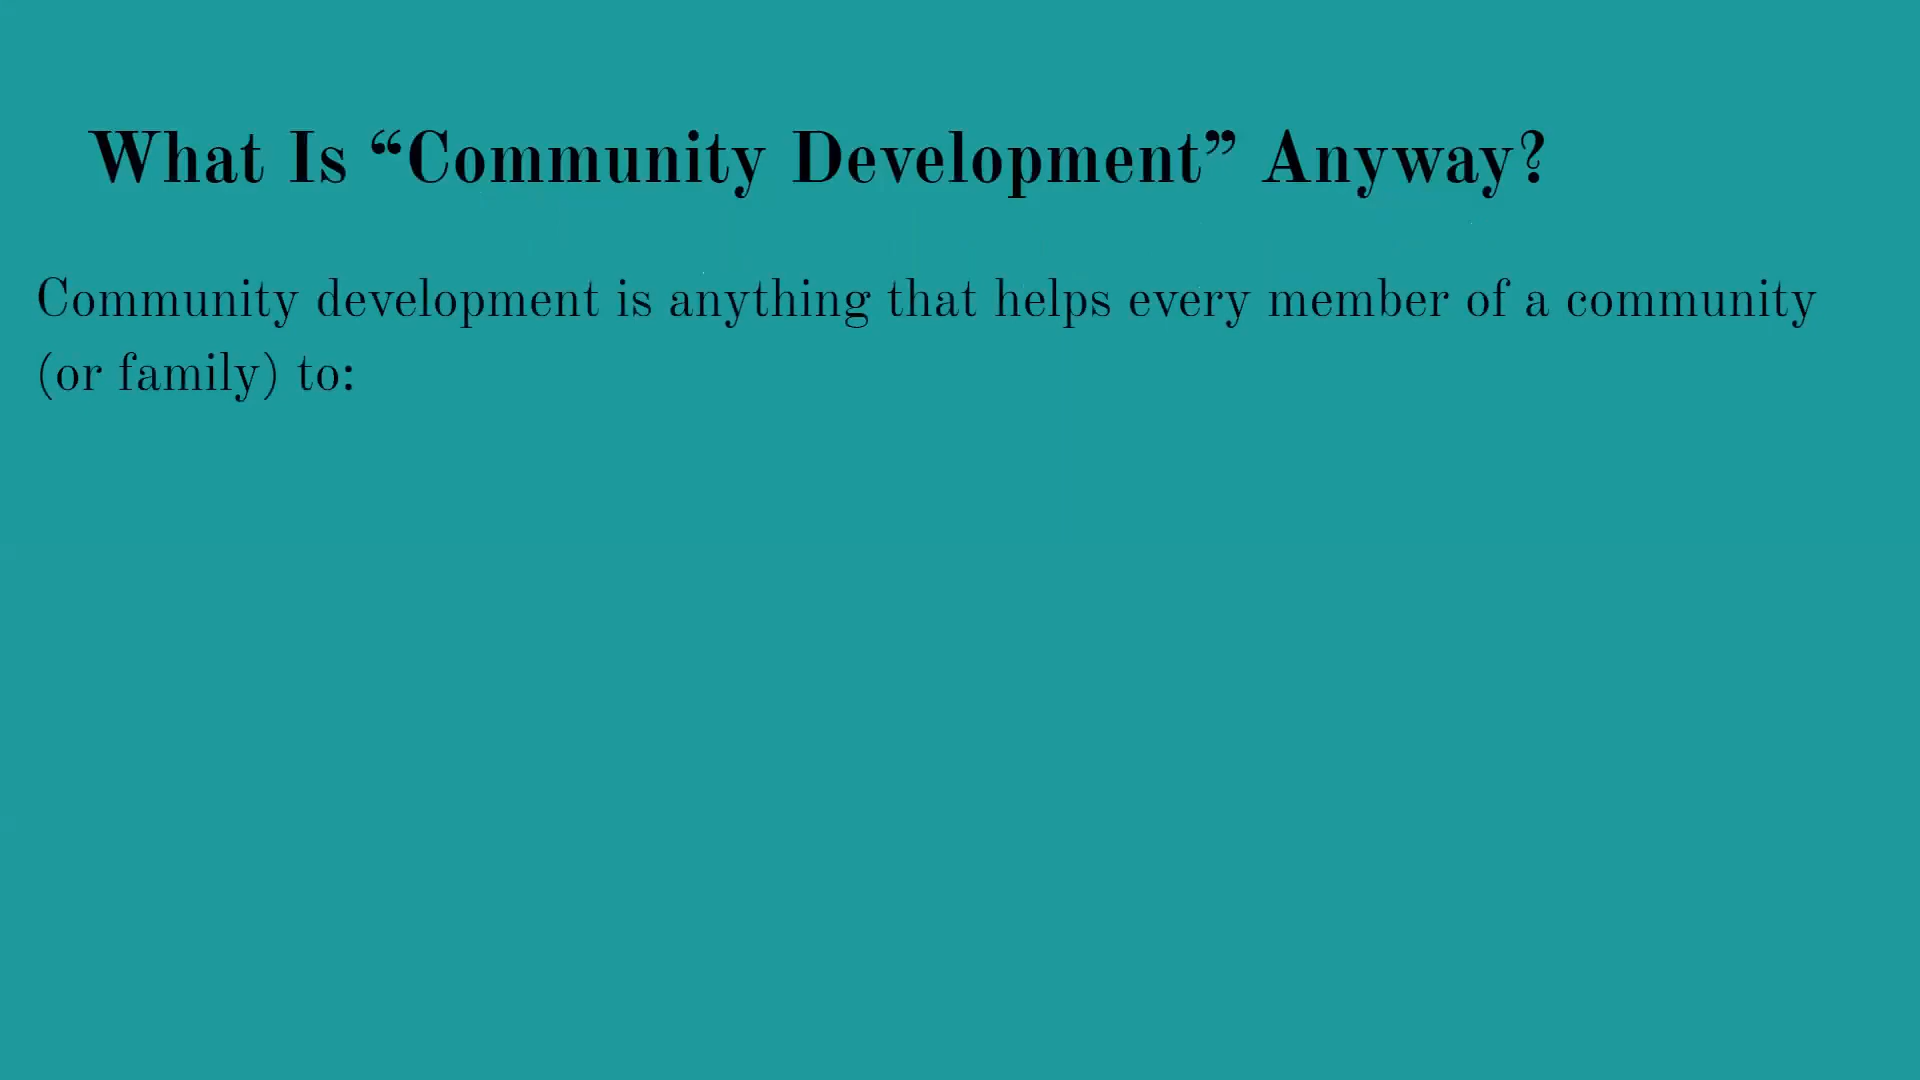 What Is “Community Development” Anyway?
Community development is anything that helps every member of a community
(or family) to: